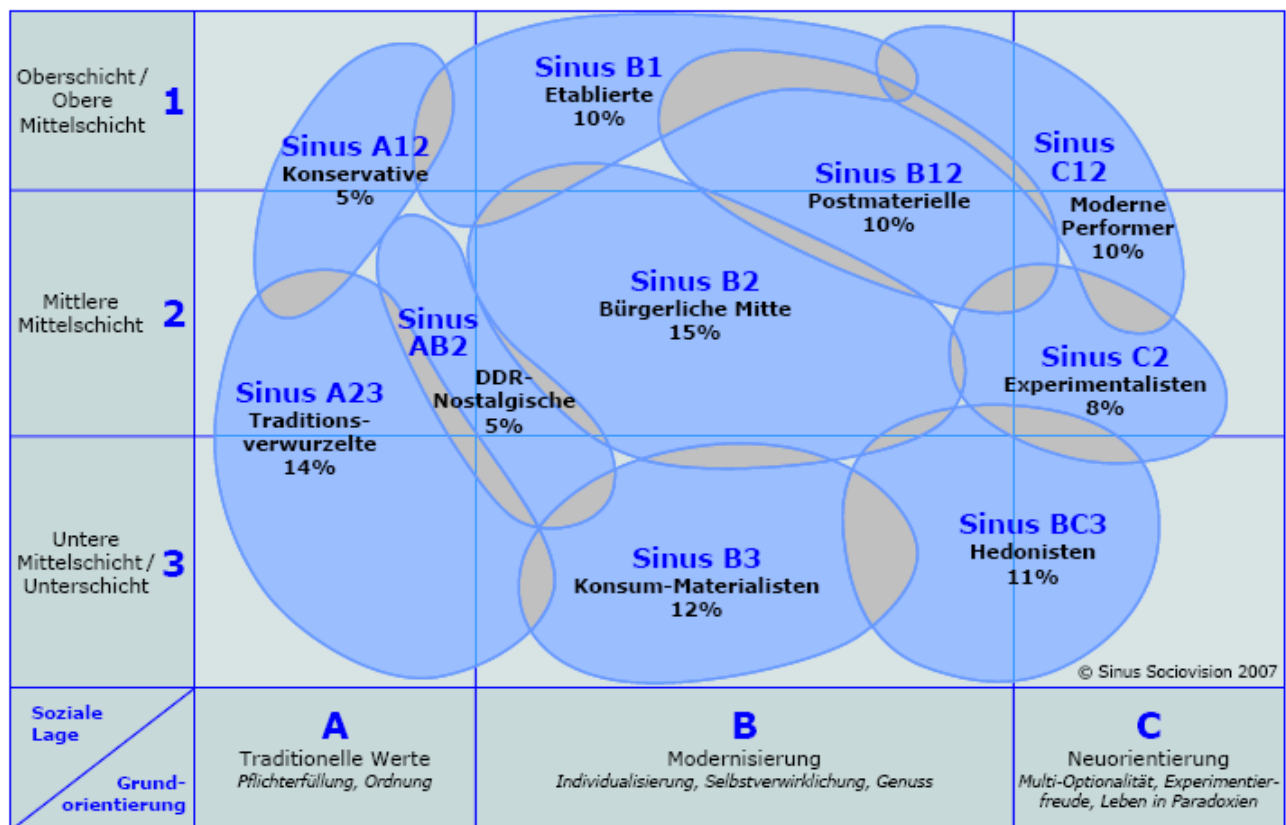 Oberschicht /
Obere
Mittelschicht
1
Sinus B1
Etablierte
10%
Sinus A12
Konservative
5%
Sinus B12
Postmaterielle
10%
Sinus
C12
Moderne
Performer
10%
Mittlere
Mittelschicht
2
Sinus
AB2
DDR-
Nostalgische
5%
Sinus B2
Bürgerliche Mitte
15%
Sinus C2
Experimentalisten
8%
Sinus A23
Traditions-
verwurzelte
14%
Untere
Mittelschicht /
Unterschicht
3
Sinus B3
Konsum-Materialisten
12%
Sinus BC3
Hedonisten
11%
© Sinus Sociovision 2007
Soziale
Lage
Grund-
orientierung
A
Traditionelle Werte
Pflichterfüllung, Ordnung
B
Modernisierung
Individualisierung, Selbstverwirklichung, Genuss
C
Neuorientierung
Multi-Optionalität, Experimentier-
freude, Leben in Paradoxien